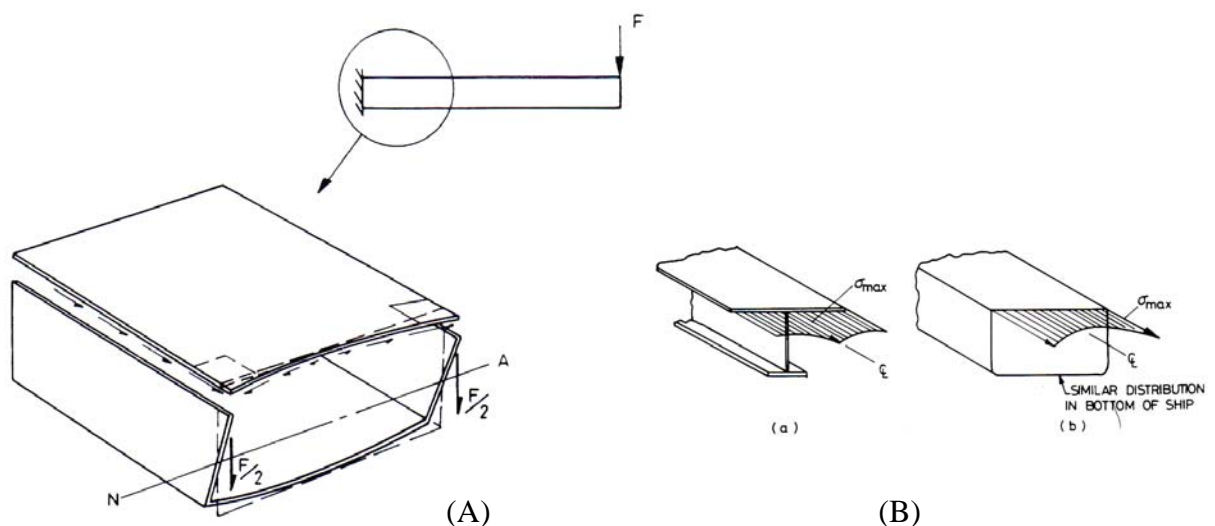 F
A
F/2
F/2
N
(A)
σmax
℄
(a)
σmax
℄
SIMILAR DISTRIBUTION
IN BOTTOM OF SHIP
(b)
(B)